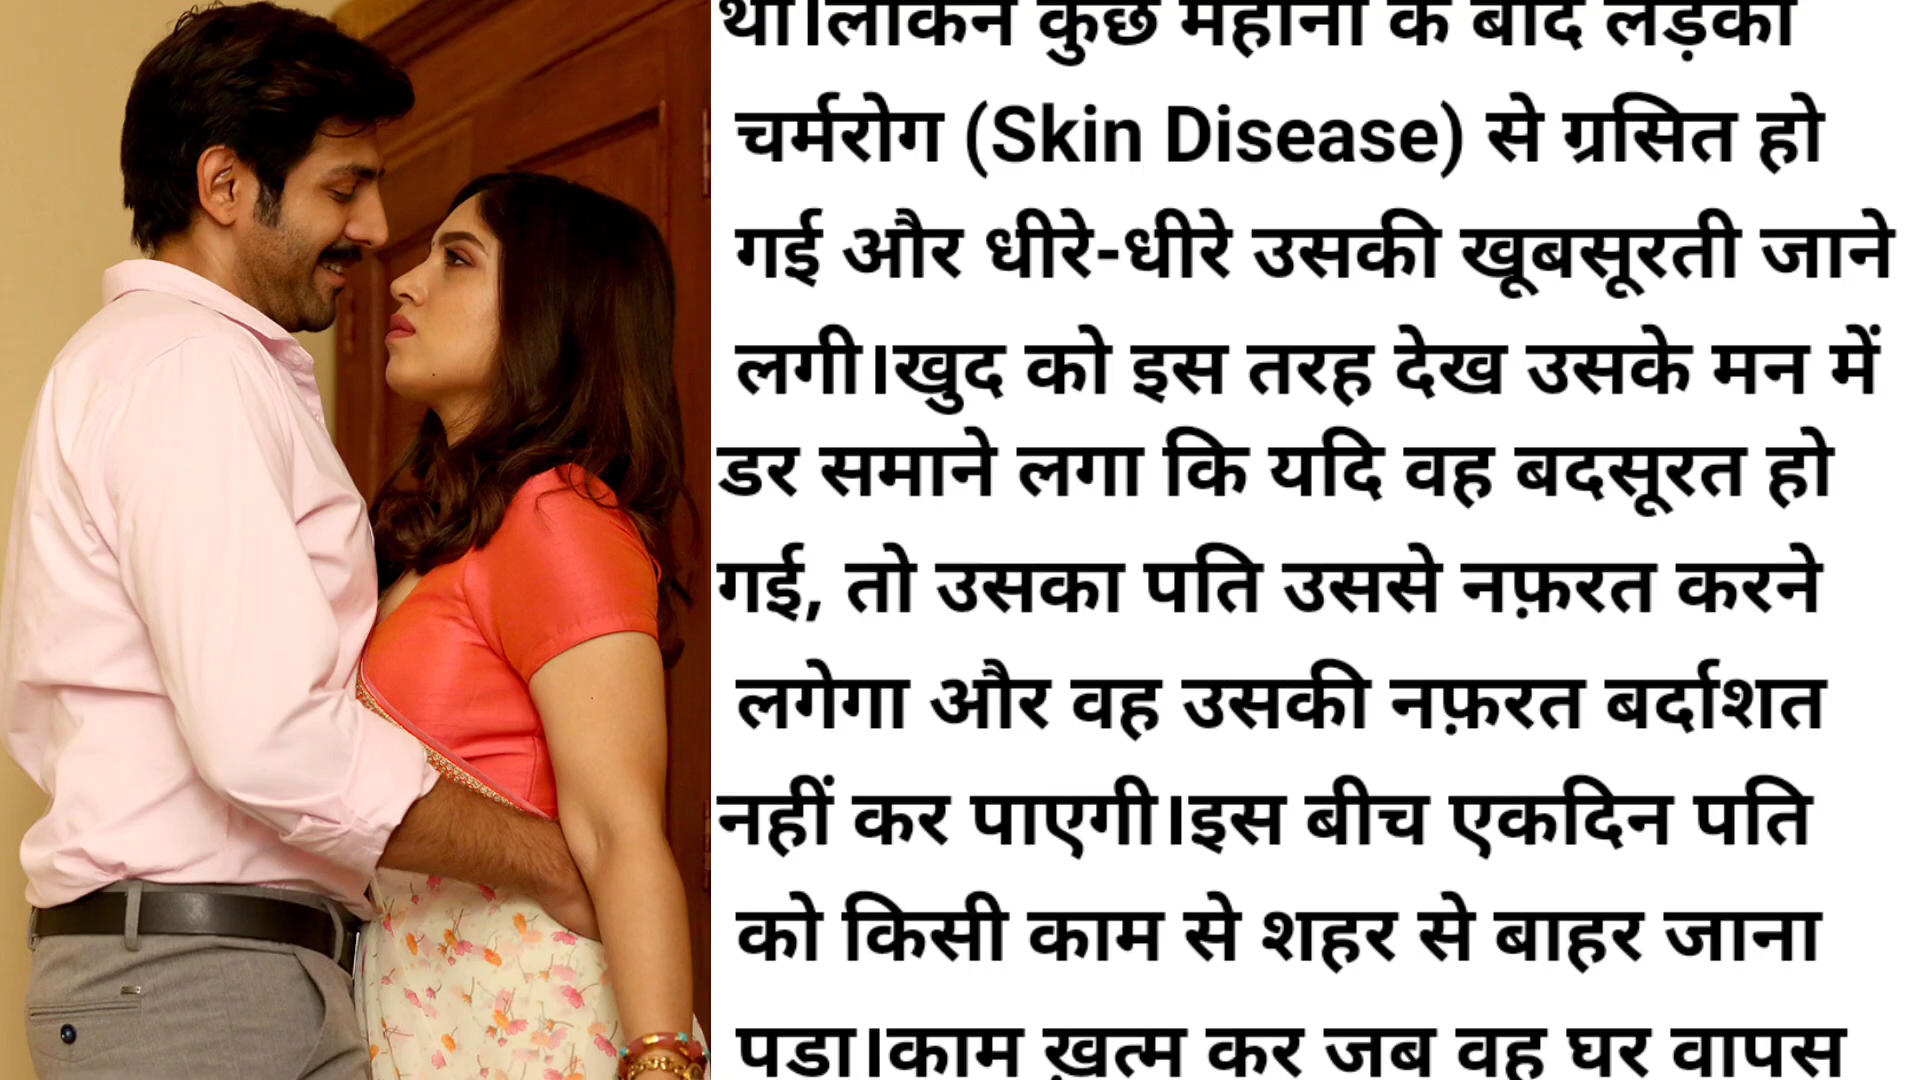 था।लेकिन कुछ महीनों के बाद लड़की
चर्मरोग (Skin Disease) से ग्रसित हो
गई और धीरे-धीरे उसकी खूबसूरती जाने
लगी।खुद को इस तरह देख उसके मन में
डर समाने लगा कि यदि वह बदसूरत हो
गई, तो उसका पति उससे नफ़रत करने
लगेगा और वह उसकी नफ़रत बर्दाशत
नहीं कर पाएगी।इस बीच एकदिन पति
को किसी काम से शहर से बाहर जाना
पडा।काम ख़त्म कर जब वह घर वापस